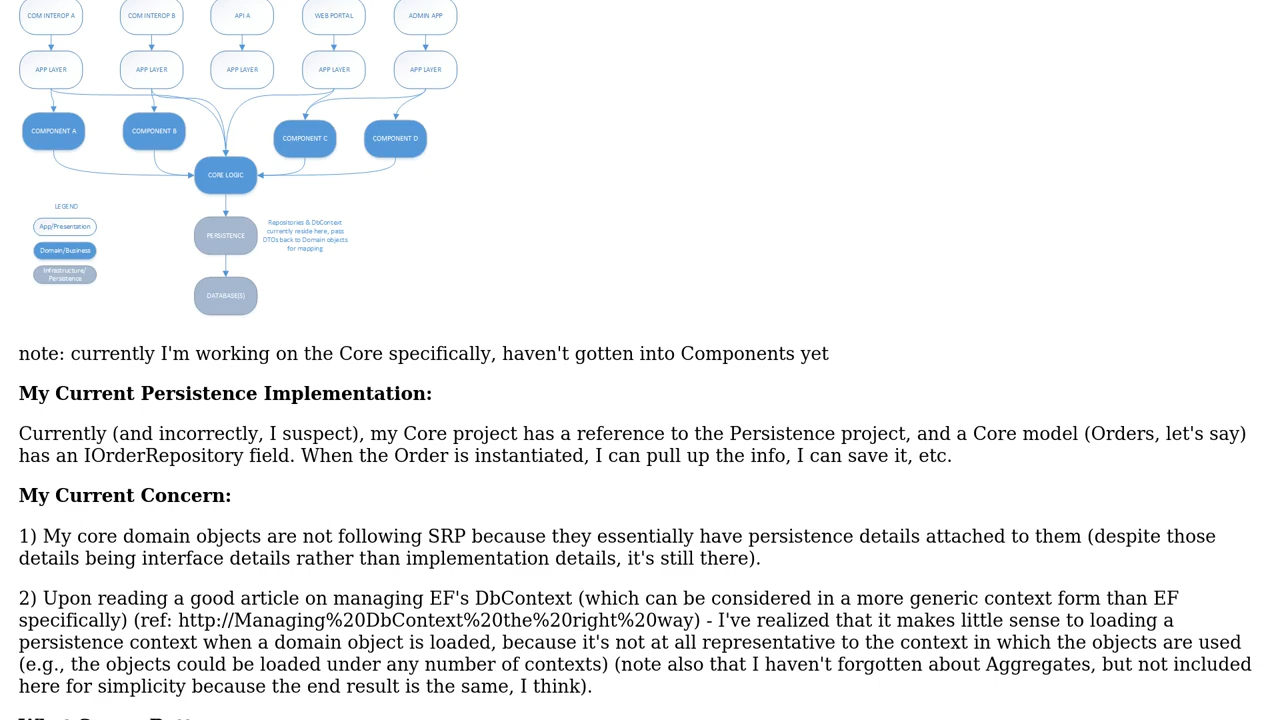 COM INTEROP A
COM INTEROP B
API A
WEB PORTAL
ADMIN APP
APP LAYER
APP LAYER
APP LAYER
APP LAYER
APP LAYER
COMPONENT A
COMPONENT B
COMPONENT C
COMPONENT D
CORE LOGIC
LEGEND
App/Presentation
Domain/Business
Infrastructure/
Persistence
PERSISTENCE
Repositories & DbContext
currently reside here, pass
DTOs back to Domain objects
for mapping
DATABASE(S)
note: currently I'm working on the Core specifically, haven't gotten into Components yet
My Current Persistence Implementation:
Currently (and incorrectly, I suspect), my Core project has a reference to the Persistence project, and a Core model (Orders, let's say)
has an IOrderRepository field. When the Order is instantiated, I can pull up the info, I can save it, etc.
My Current Concern:
1) My core domain objects are not following SRP because they essentially have persistence details attached to them (despite those
details being interface details rather than implementation details, it's still there).
2) Upon reading a good article on managing EF's DbContext (which can be considered in a more generic context form than EF
specifically) (ref: http://Managing%20DbContext%20the%20right%20way) - I've realized that it makes little sense to loading a
persistence context when a domain object is loaded, because it's not at all representative to the context in which the objects are used
(e.g., the objects could be loaded under any number of contexts) (note also that I haven't forgotten about Aggregates, but not included
here for simplicity because the end result is the same, I think).